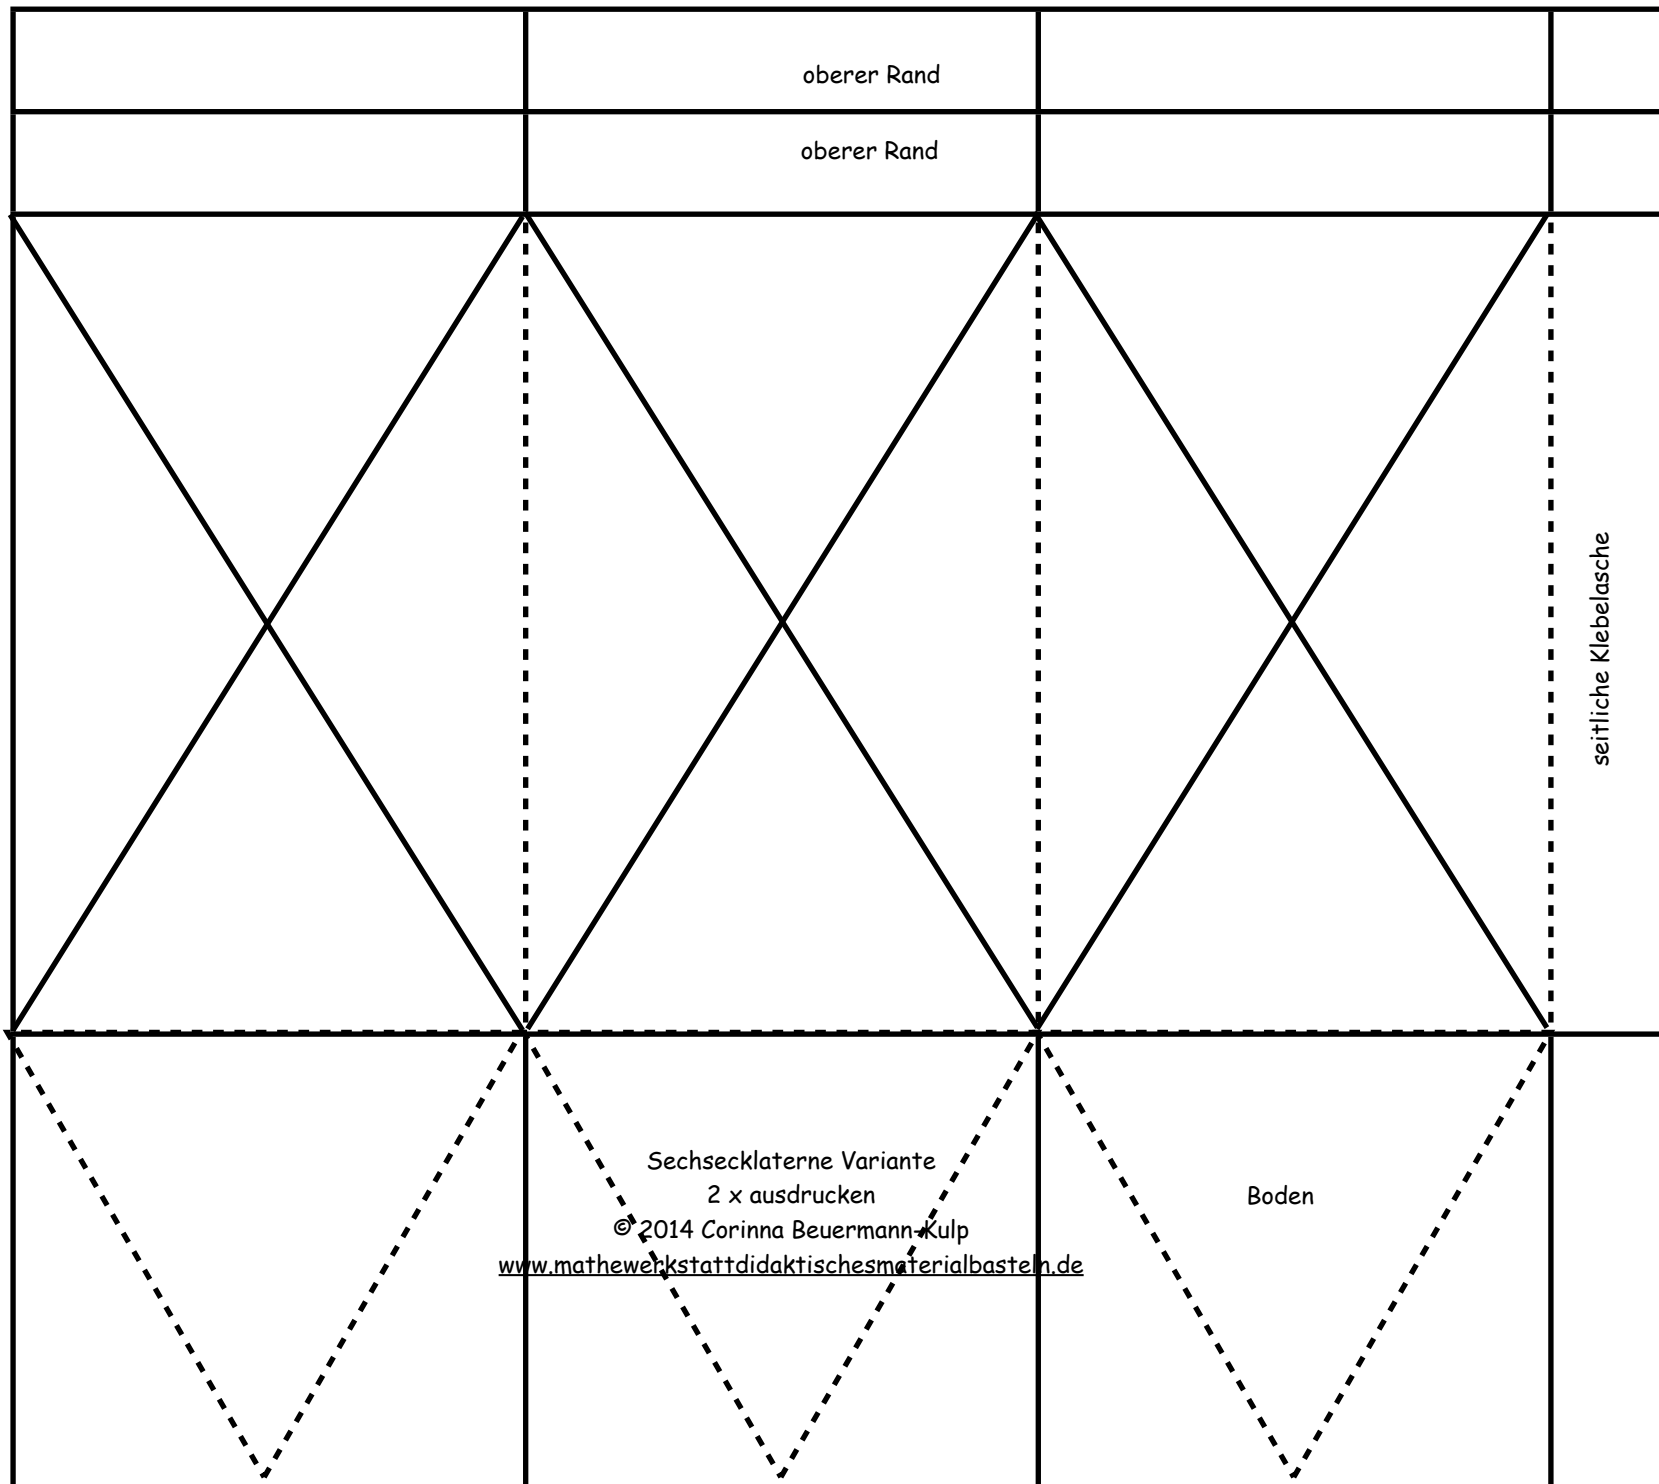 oberer Rand
oberer Rand
seitliche Klebelasche
Sechsecklaterne Variante
2 x ausdrucken
© 2014 Corinna Beuermann-Kulp
www.mathewerkstattdidaktischesmaterialbasteln.de
Boden